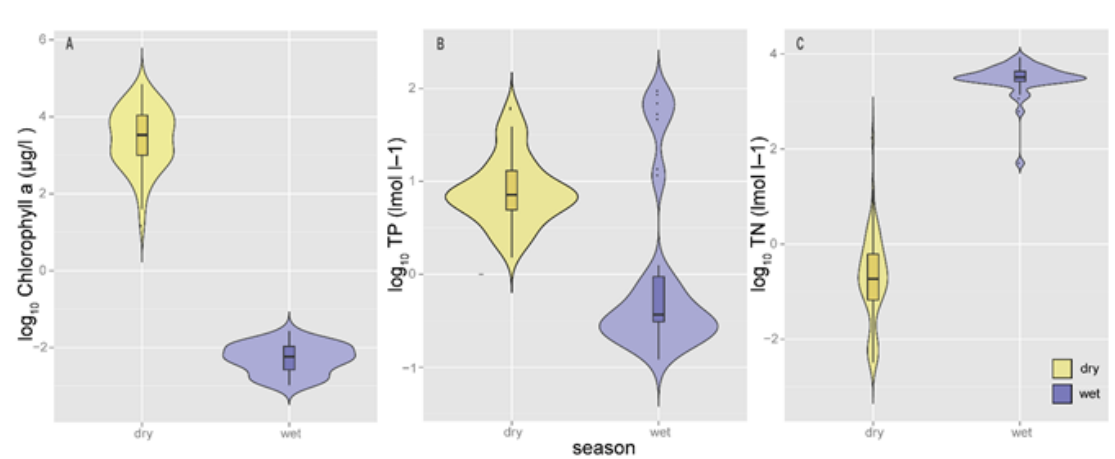 A
log10 Chlorophyll a (µg/l )
6
4
2
0
−2
dry
wet
B
log10 TP (lmol l–1)
2
1
0
−1
dry
wet
season
C
log10 TN (lmol l–1)
4
2
0
−2
dry
wet
dry
wet